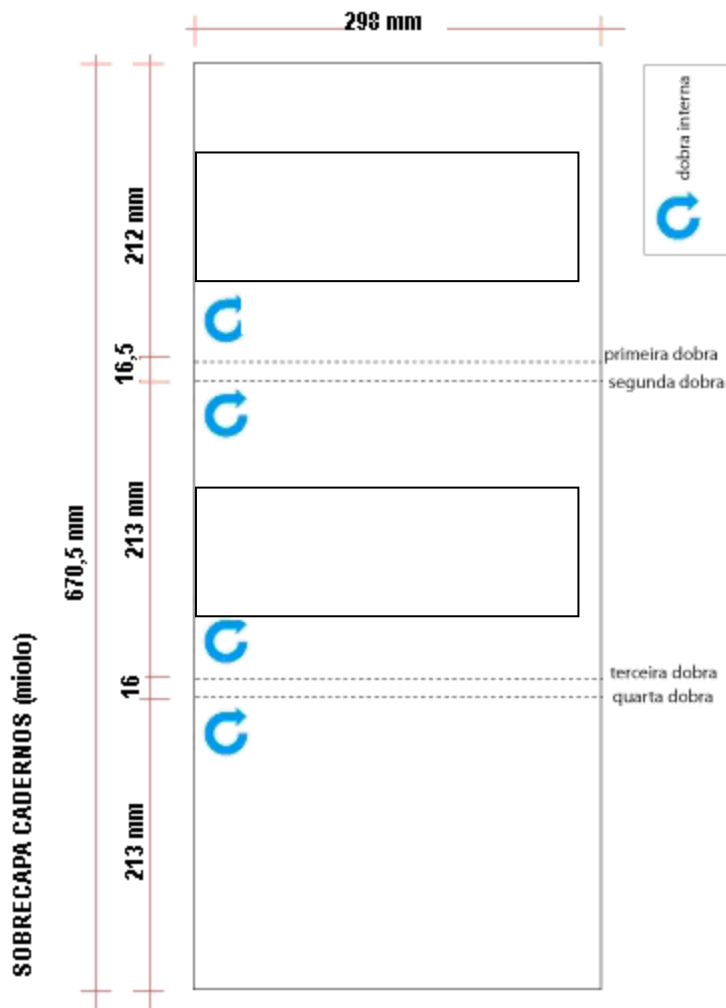 298 mm
dobra interna
212 mm
16,5
primeira dobra
segunda dobra
213 mm
670,5 mm
16
terceira dobra
quarta dobra
213 mm
SOBRECAPA CADERNOS (miolo)